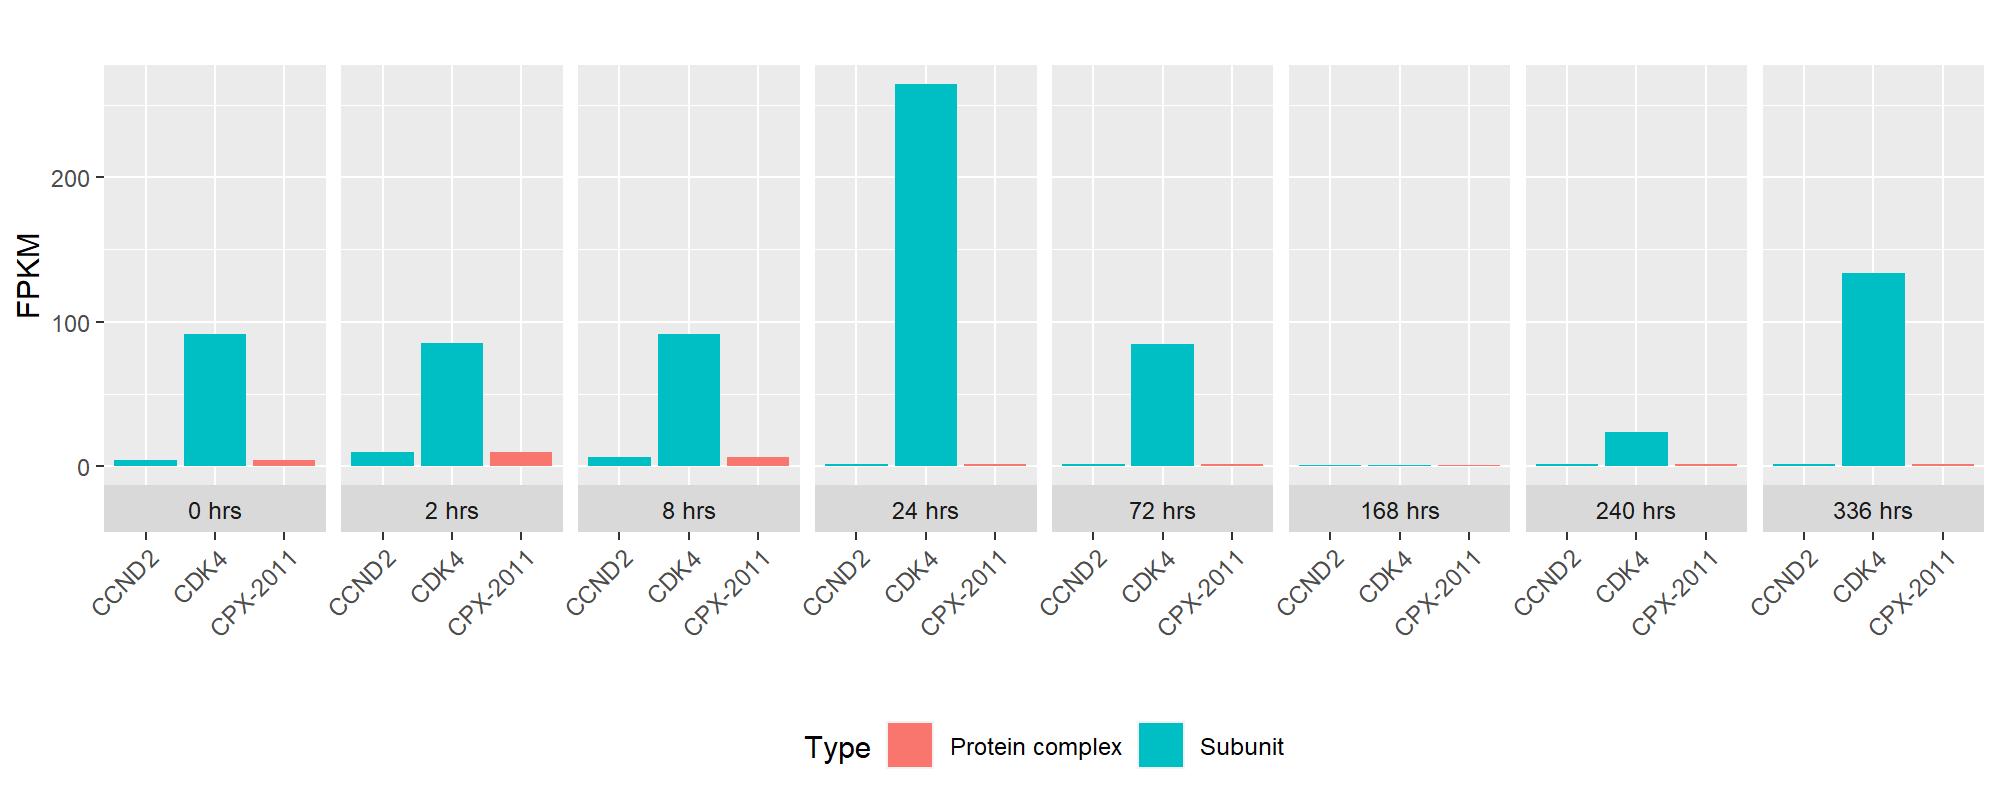 FPKM
200
100
0
0 hrs
2 hrs
8 hrs
24 hrs
72 hrs
168 hrs
240 hrs
336 hrs
CCND2
CDK4
CPX-2011
CCND2
CDK4
CPX-2011
CCND2
CDK4
CPX-2011
CCND2
CDK4
CPX-2011
CCND2
CDK4
CPX-2011
CCND2
CDK4
CPX-2011
CCND2
CDK4
CPX-2011
CCND2
CDK4
CPX-2011
Type Protein complex Subunit